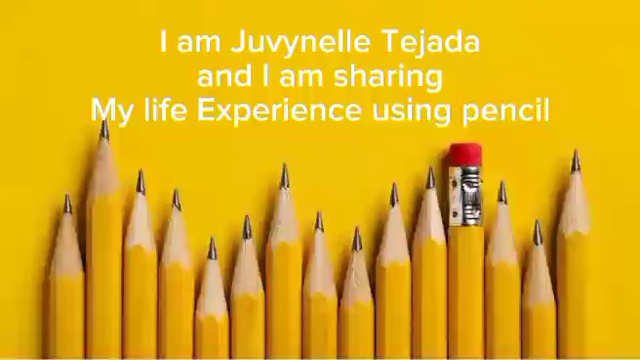 I am Juvynelle Tejada
and I am sharing
My life Experience using pencil